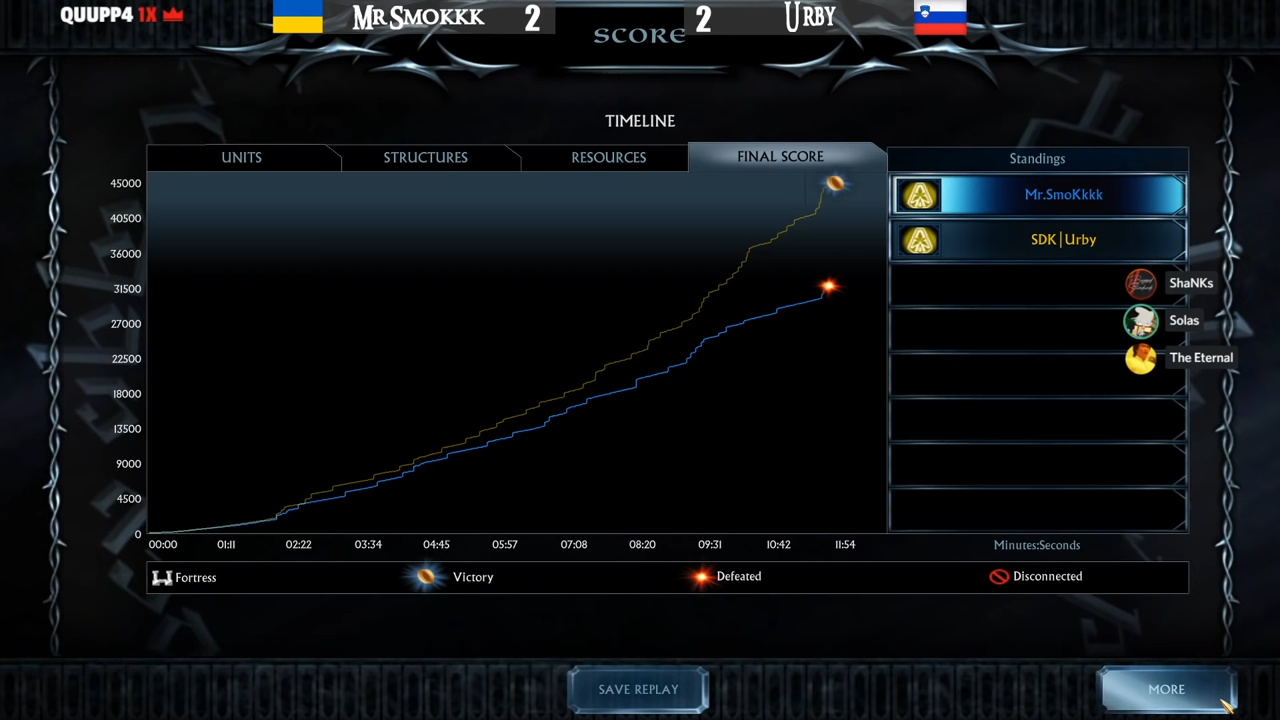 QUUPP4 1X
MR SMOKKK 2
2 URBY
SCORE
TIMELINE
UNITS
STRUCTURES
RESOURCES
FINAL SCORE
Standings
45000
40500
36000
31500
27000
22500
18000
13500
9000
4500
0
Mr.SmoKkkk
SDK|Urby
ShaNKs
Solas
The Eternal
00:00 01:11 02:22 03:34 04:45 05:57 07:08 08:20 09:31 10:42 11:54
Minutes:Seconds
Fortress
Victory
Defeated
Disconnected
SAVE REPLAY
MORE